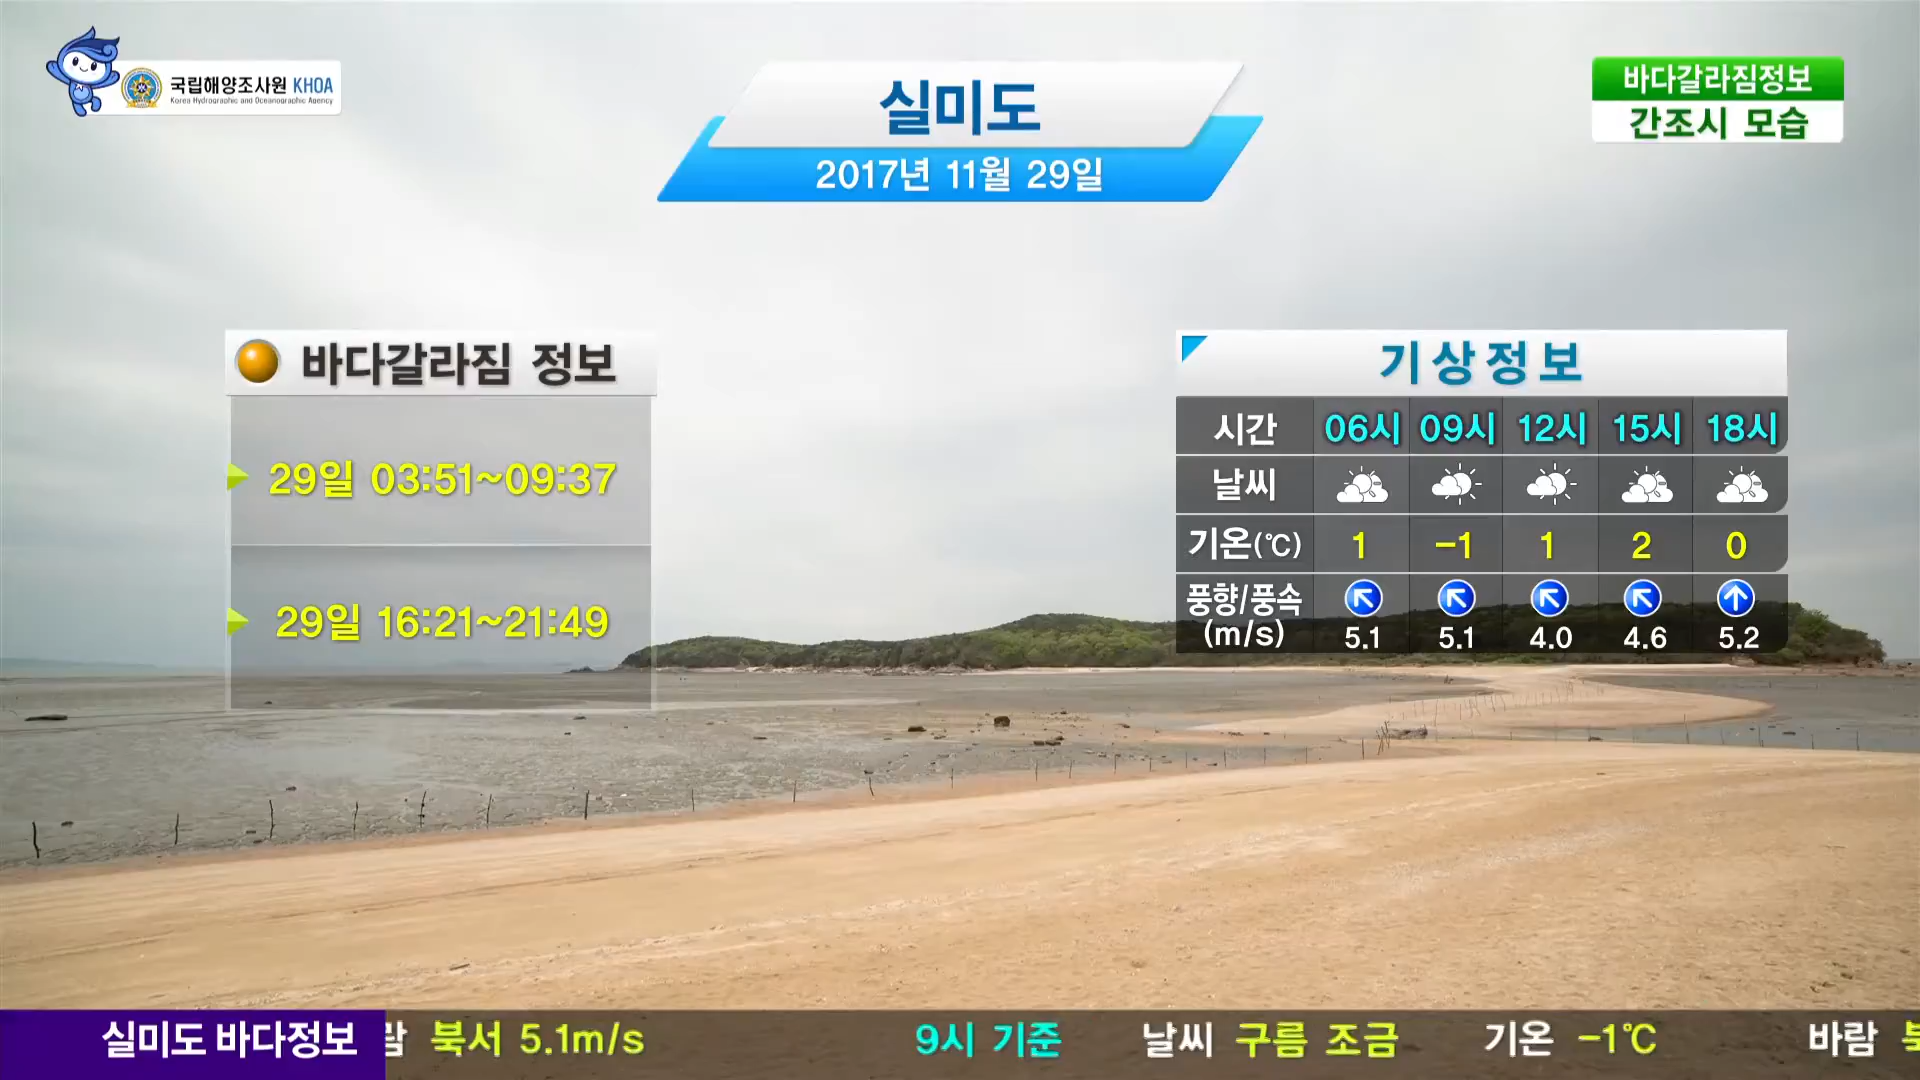 국립해양조사원 KHOA
Korea Hydrographic and Oceanographic Agency
실미도
2017년 11월 29일
바다갈라짐정보
간조시 모습
바다갈라짐 정보
29일 03:51~09:37
29일 16:21~21:49
기상정보
시간 06시 09시 12시 15시 18시
날씨
기온(℃) 1 -1 1 2 0
풍향/풍속
(m/s) 5.1 5.1 4.0 4.6 5.2
실미도 바다정보 람 북서 5.1m/s 9시 기준 날씨 구름 조금 기온 -1℃ 바람